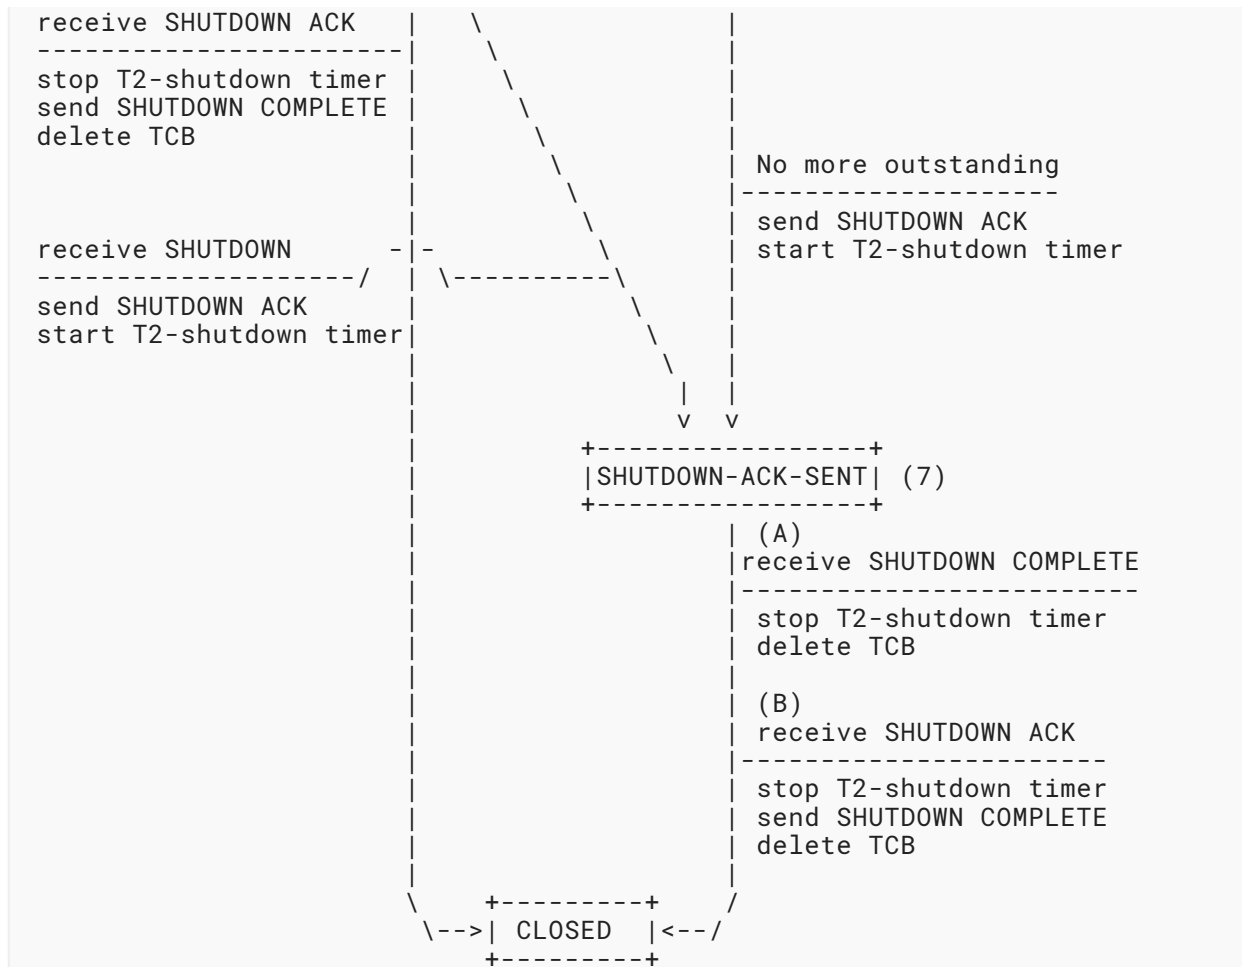 receive SHUTDOWN ACK    |    \               |
-----------------------|     \              |
stop T2-shutdown timer |      \             |
send SHUTDOWN COMPLETE |       \            |
delete TCB             |        \           |
                       |         \          | No more outstanding
                       |          \         |--------------------
                       |           \        | send SHUTDOWN ACK
receive SHUTDOWN      -|-           \       | start T2-shutdown timer
--------------------/  | \----------\      |
send SHUTDOWN ACK      |             \      |
start T2-shutdown timer|              \     |
                       |               \    |
                       |                |  |
                       |                v  v
                       |          +-----------------+
                       |          |SHUTDOWN-ACK-SENT| (7)
                       |          +-----------------+
                       |                   | (A)
                       |                   |receive SHUTDOWN COMPLETE
                       |                   |-------------------------
                       |                   | stop T2-shutdown timer
                       |                   | delete TCB
                       |                   |
                       |                   | (B)
                       |                   | receive SHUTDOWN ACK
                       |                   |-----------------------
                       |                   | stop T2-shutdown timer
                       |                   | send SHUTDOWN COMPLETE
                       |                   | delete TCB
                       |                   |
                       \    +---------+    /
                        \-->| CLOSED  |<--/
                            +---------+